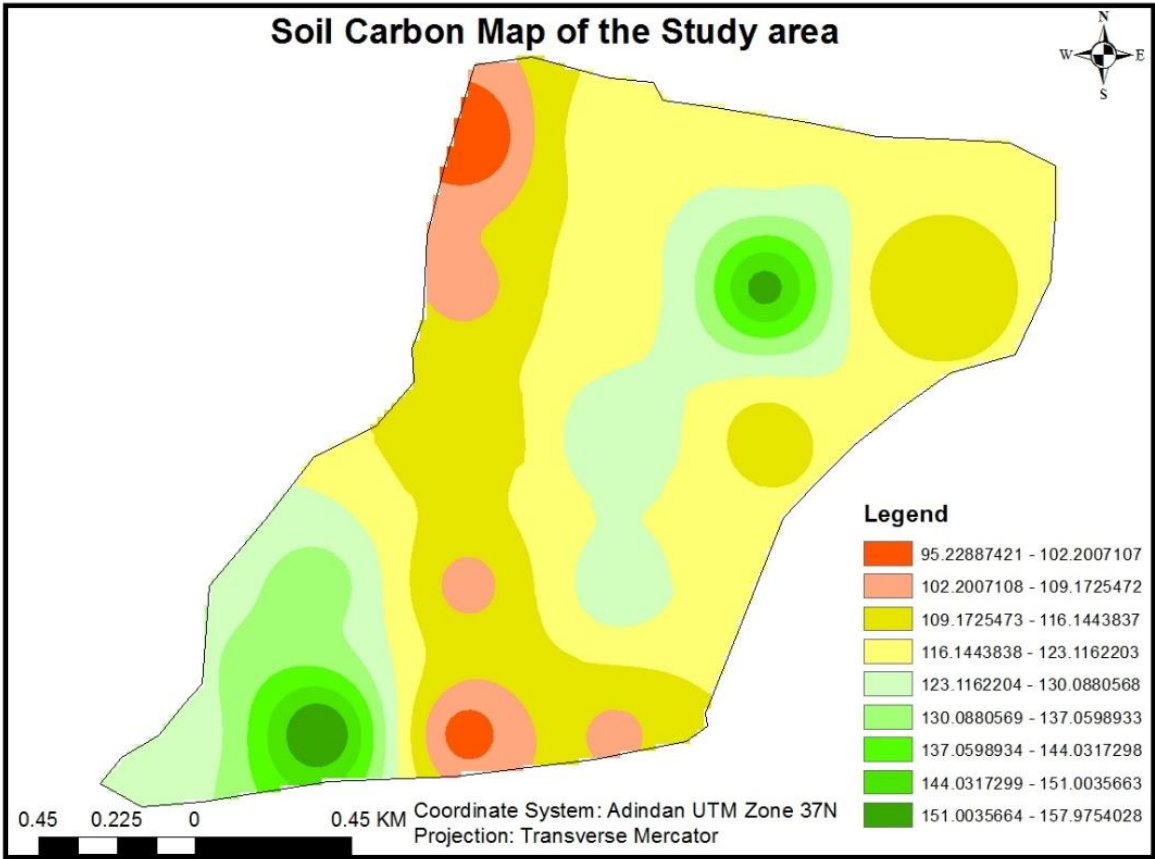 Soil Carbon Map of the Study area
N
W E
S
Legend
95.22887421 - 102.2007107
102.2007108 - 109.1725472
109.1725473 - 116.1443837
116.1443838 - 123.1162203
123.1162204 - 130.0880568
130.0880569 - 137.0598933
137.0598934 - 144.0317298
144.0317299 - 151.0035663
151.0035664 - 157.9754028
0.45 0.225 0 0.45 KM
Coordinate System: Adindan UTM Zone 37N
Projection: Transverse Mercator